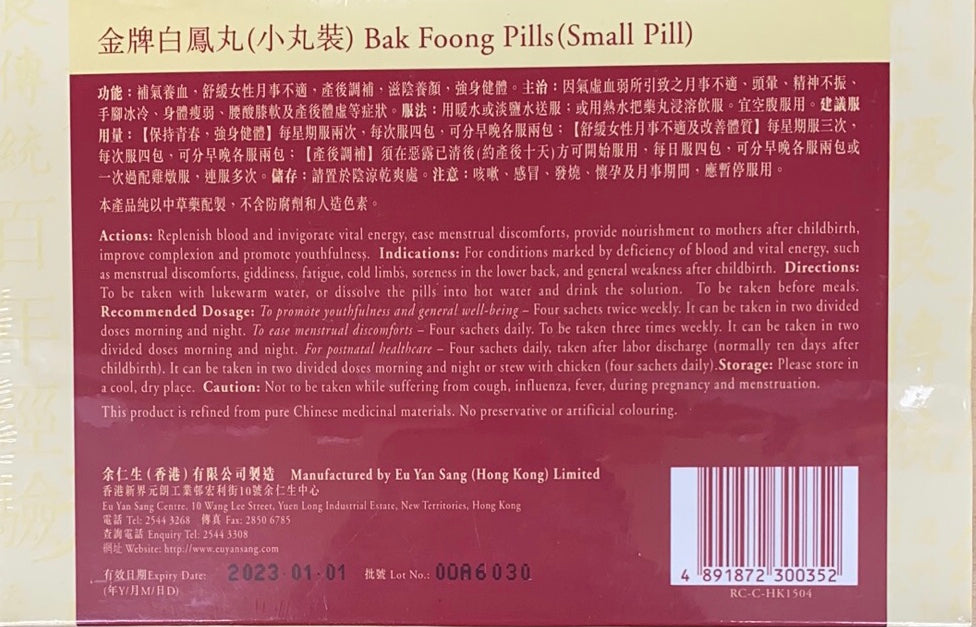 金牌白鳳丸(小丸裝) Bak Foong Pills(Small Pill)
功能：補氣養血，舒緩女性月事不適，產後調補，滋陰養顏，強身健體。主治：因氣虛血弱所引致之月事不適、頭暈、精神不振、
手腳冰冷、身體瘦弱、腰酸膝軟及產後體虛等症狀。服法：用暖水或淡鹽水送服；或用熱水把藥丸浸溶飲服。宜空腹服用。建議服
用量：【保持青春，強身健體】每星期服兩次，每次服四包，可分早晚各服兩包；【舒緩女性月事不適及改善體質】每星期服三次，
每次服四包，可分早晚各服兩包；【產後調補】須在惡露已清後(約產後十天)方可開始服用，每日服四包，可分早晚各服兩包或
一次過配雞燉服，連服多次。儲存：請置於陰涼乾爽處。注意：咳嗽、感冒、發燒、懷孕及月事期間，應暫停服用。
本產品純以中草藥配製，不含防腐劑和人造色素。
Actions: Replenish blood and invigorate vital energy, ease menstrual discomforts, provide nourishment to mothers after childbirth,
improve complexion and promote youthfulness. Indications: For conditions marked by deficiency of blood and vital energy, such
as menstrual discomforts, giddiness, fatigue, cold limbs, soreness in the lower back, and general weakness after childbirth. Directions:
To be taken with lukewarm water, or dissolve the pills into hot water and drink the solution. To be taken before meals.
Recommended Dosage: To promote youthfulness and general well-being – Four sachets twice weekly. It can be taken in two divided
doses morning and night. To ease menstrual discomforts – Four sachets daily. To be taken three times weekly. It can be taken in two
divided doses morning and night. For postnatal healthcare – Four sachets daily, taken after labor discharge (normally ten days after
childbirth). It can be taken in two divided doses morning and night or stew with chicken (four sachets daily).Storage: Please store in
a cool, dry place. Caution: Not to be taken while suffering from cough, influenza, fever, during pregnancy and menstruation.
This product is refined from pure Chinese medicinal materials. No preservative or artificial colouring.
余仁生(香港)有限公司製造 Manufactured by Eu Yan Sang (Hong Kong) Limited
香港新界元朗工業邨宏利街10號余仁生中心
Eu Yan Sang Centre, 10 Wang Lee Street, Yuen Long Industrial Estate, New Territories, Hong Kong
電話 Tel: 2544 3268 傳真 Fax: 2850 6785
查詢電話 Enquiry Tel: 2544 3308
網址 Website: http://www.euyansang.com
有效日期Expiry Date: 2023-01-01 批號 Lot No.: 00A6030
(年Y/月M/日D)
4 891872 300352
RC-C-HK1504